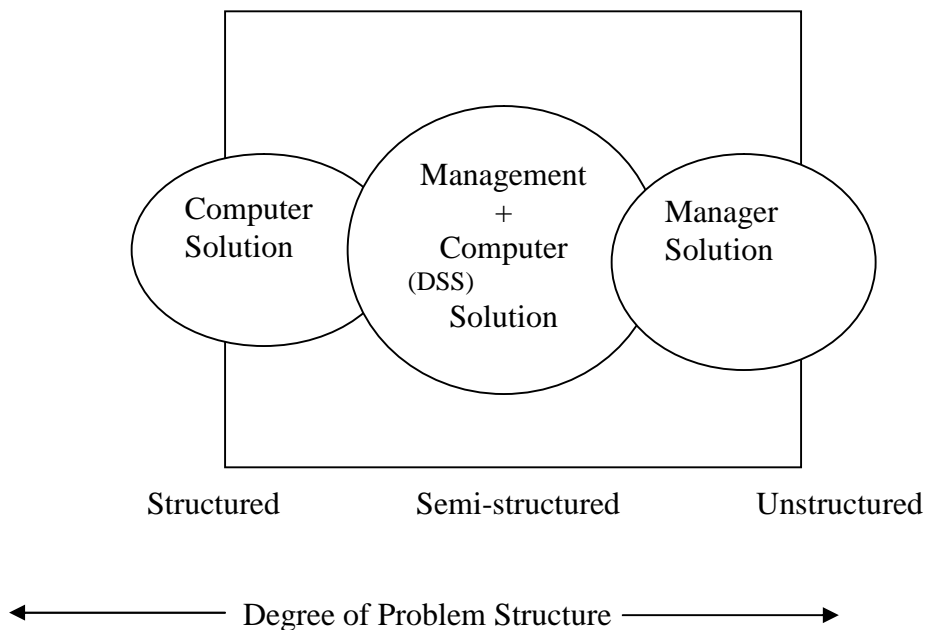 Computer
Solution
Management
+
Computer
(DSS)
Solution
Manager
Solution
Structured
Semi-structured
Unstructured
Degree of Problem Structure